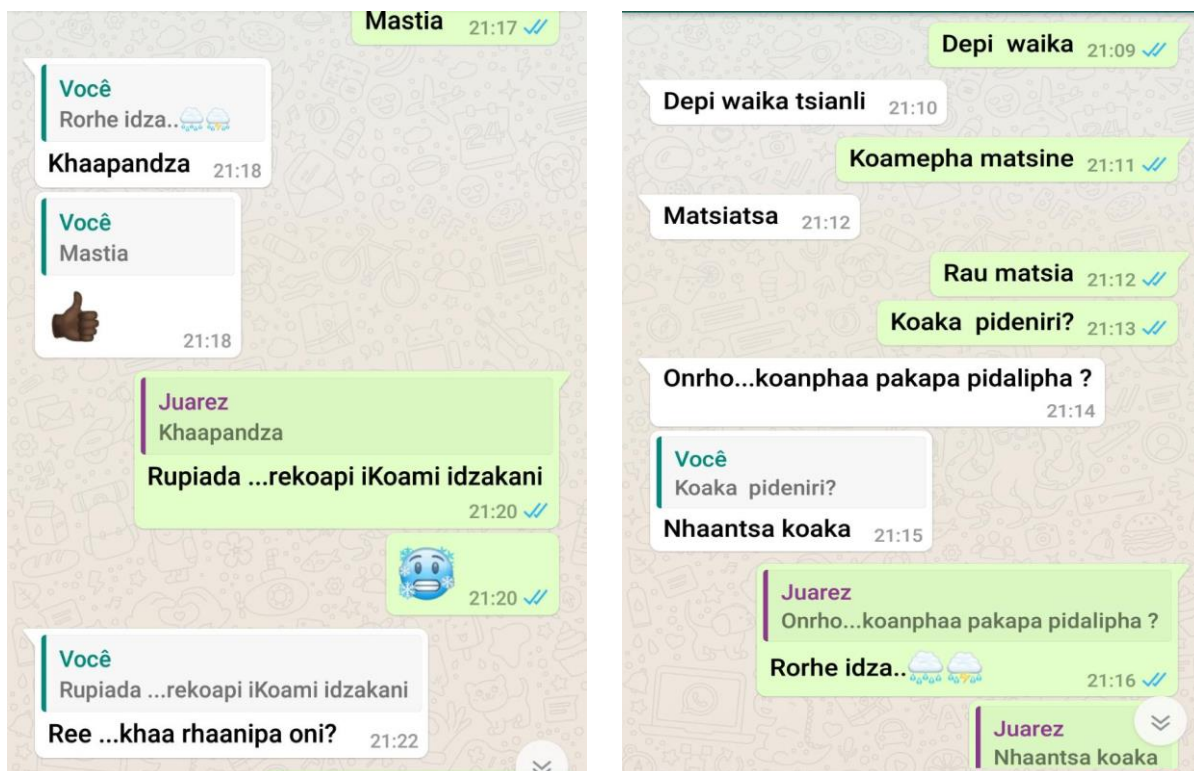 Mastia 21:17
Você
Rorhe idza..🌧️⛈️
Khaapandza 21:18
Você
Mastia
👍🏿
21:18
Juarez
Khaapandza
Rupiada ...rekoapi iKoami idzakani
21:20
🥶
21:20
Você
Rupiada ...rekoapi iKoami idzakani
Ree ...khaa rhaanipa oni? 21:22
Depi waika 21:09
Depi waika tsianli 21:10
Koamepha matsine 21:11
Matsiatsa 21:12
Rau matsia 21:12
Koaka pideniri? 21:13
Onrho...koanphaa pakapa pidalipha ?
21:14
Você
Koaka pideniri?
Nhaantsa koaka 21:15
Juarez
Onrho...koanphaa pakapa pidalipha ?
Rorhe idza..🌧️⛈️ 21:16
Juarez
Nhaantsa koaka